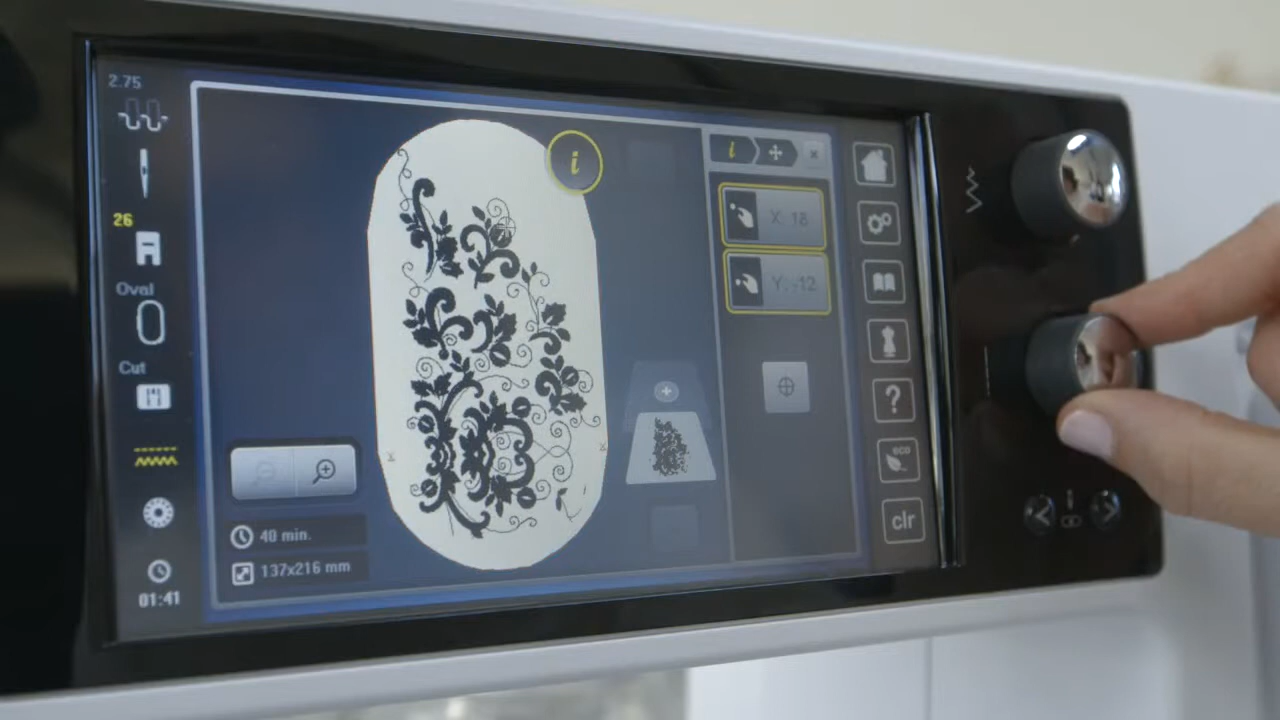 2.75
26
Oval
Cut
01:41
40 min.
137x216 mm
i
i
X: 18
Y: -12
?
eco
clr
i